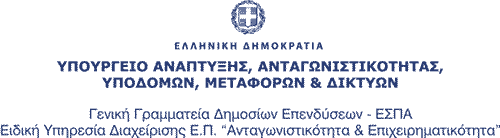 ΕΛΛΗΝΙΚΗ ΔΗΜΟΚΡΑΤΙΑ
ΥΠΟΥΡΓΕΙΟ ΑΝΑΠΤΥΞΗΣ, ΑΝΤΑΓΩΝΙΣΤΙΚΟΤΗΤΑΣ,
ΥΠΟΔΟΜΩΝ, ΜΕΤΑΦΟΡΩΝ & ΔΙΚΤΥΩΝ
Γενική Γραμματεία Δημοσίων Επενδύσεων - ΕΣΠΑ
Ειδική Υπηρεσία Διαχείρισης Ε.Π. “Ανταγωνιστικότητα & Επιχειρηματικότητα”